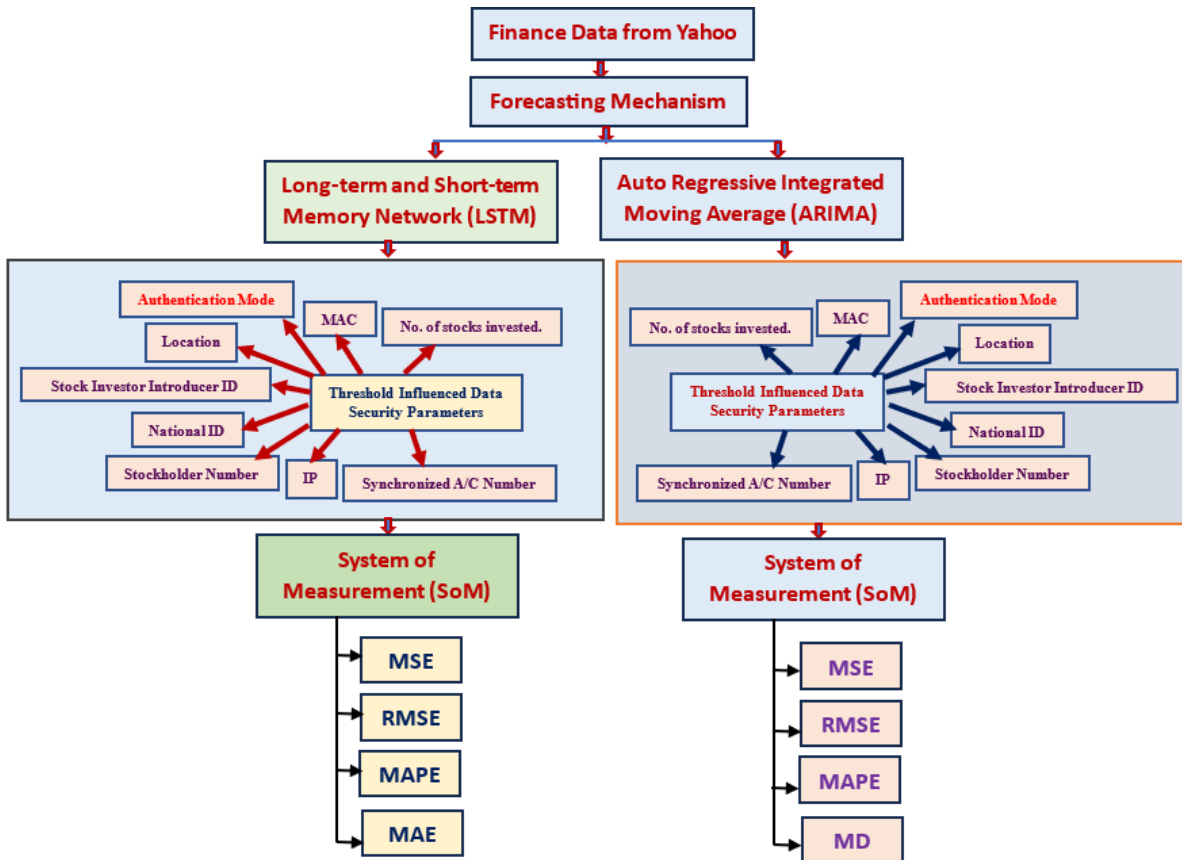 Finance Data from Yahoo
Forecasting Mechanism
Long-term and Short-term
Memory Network (LSTM)
Auto Regressive Integrated
Moving Average (ARIMA)
Authentication Mode
MAC
No. of stocks invested.
Location
Stock Investor Introducer ID
Threshold Influenced Data
Security Parameters
National ID
Stockholder Number
IP
Synchronized A/C Number
No. of stocks invested.
MAC
Authentication Mode
Location
Threshold Influenced Data
Security Parameters
Stock Investor Introducer ID
National ID
Synchronized A/C Number
IP
Stockholder Number
System of
Measurement (SoM)
MSE
RMSE
MAPE
MAE
System of
Measurement (SoM)
MSE
RMSE
MAPE
MD